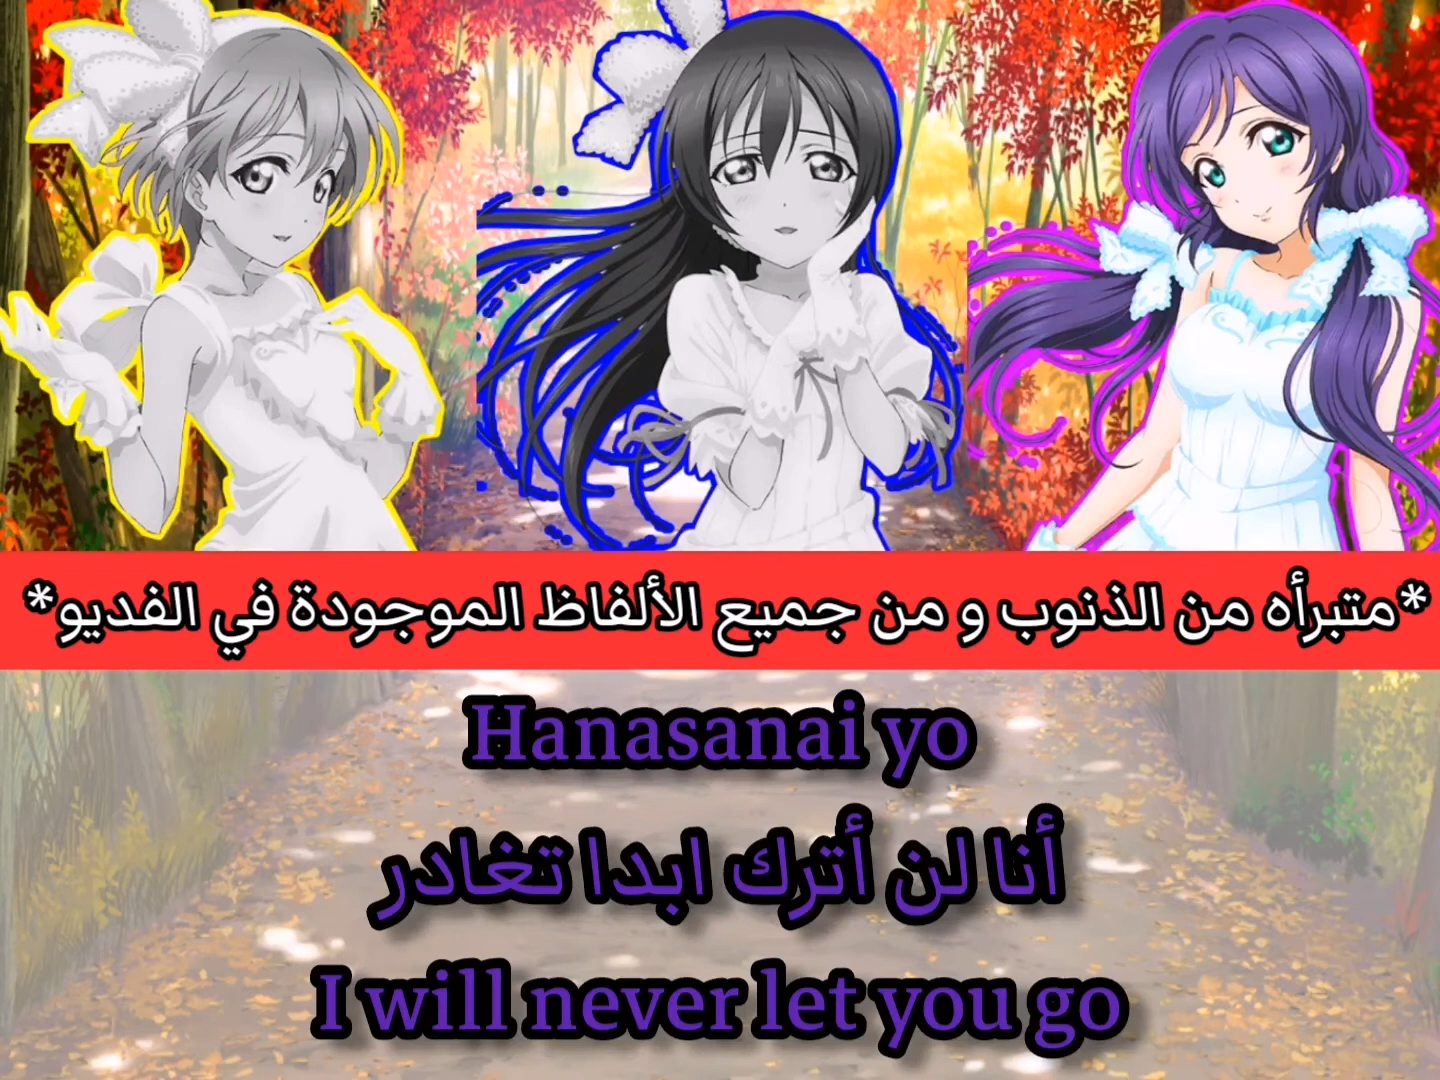 *متبرأه من الذنوب و من جميع الألفاظ الموجودة في الفديو*
Hanasanai yo
أنا لن أترك ابدا تغادر
I will never let you go